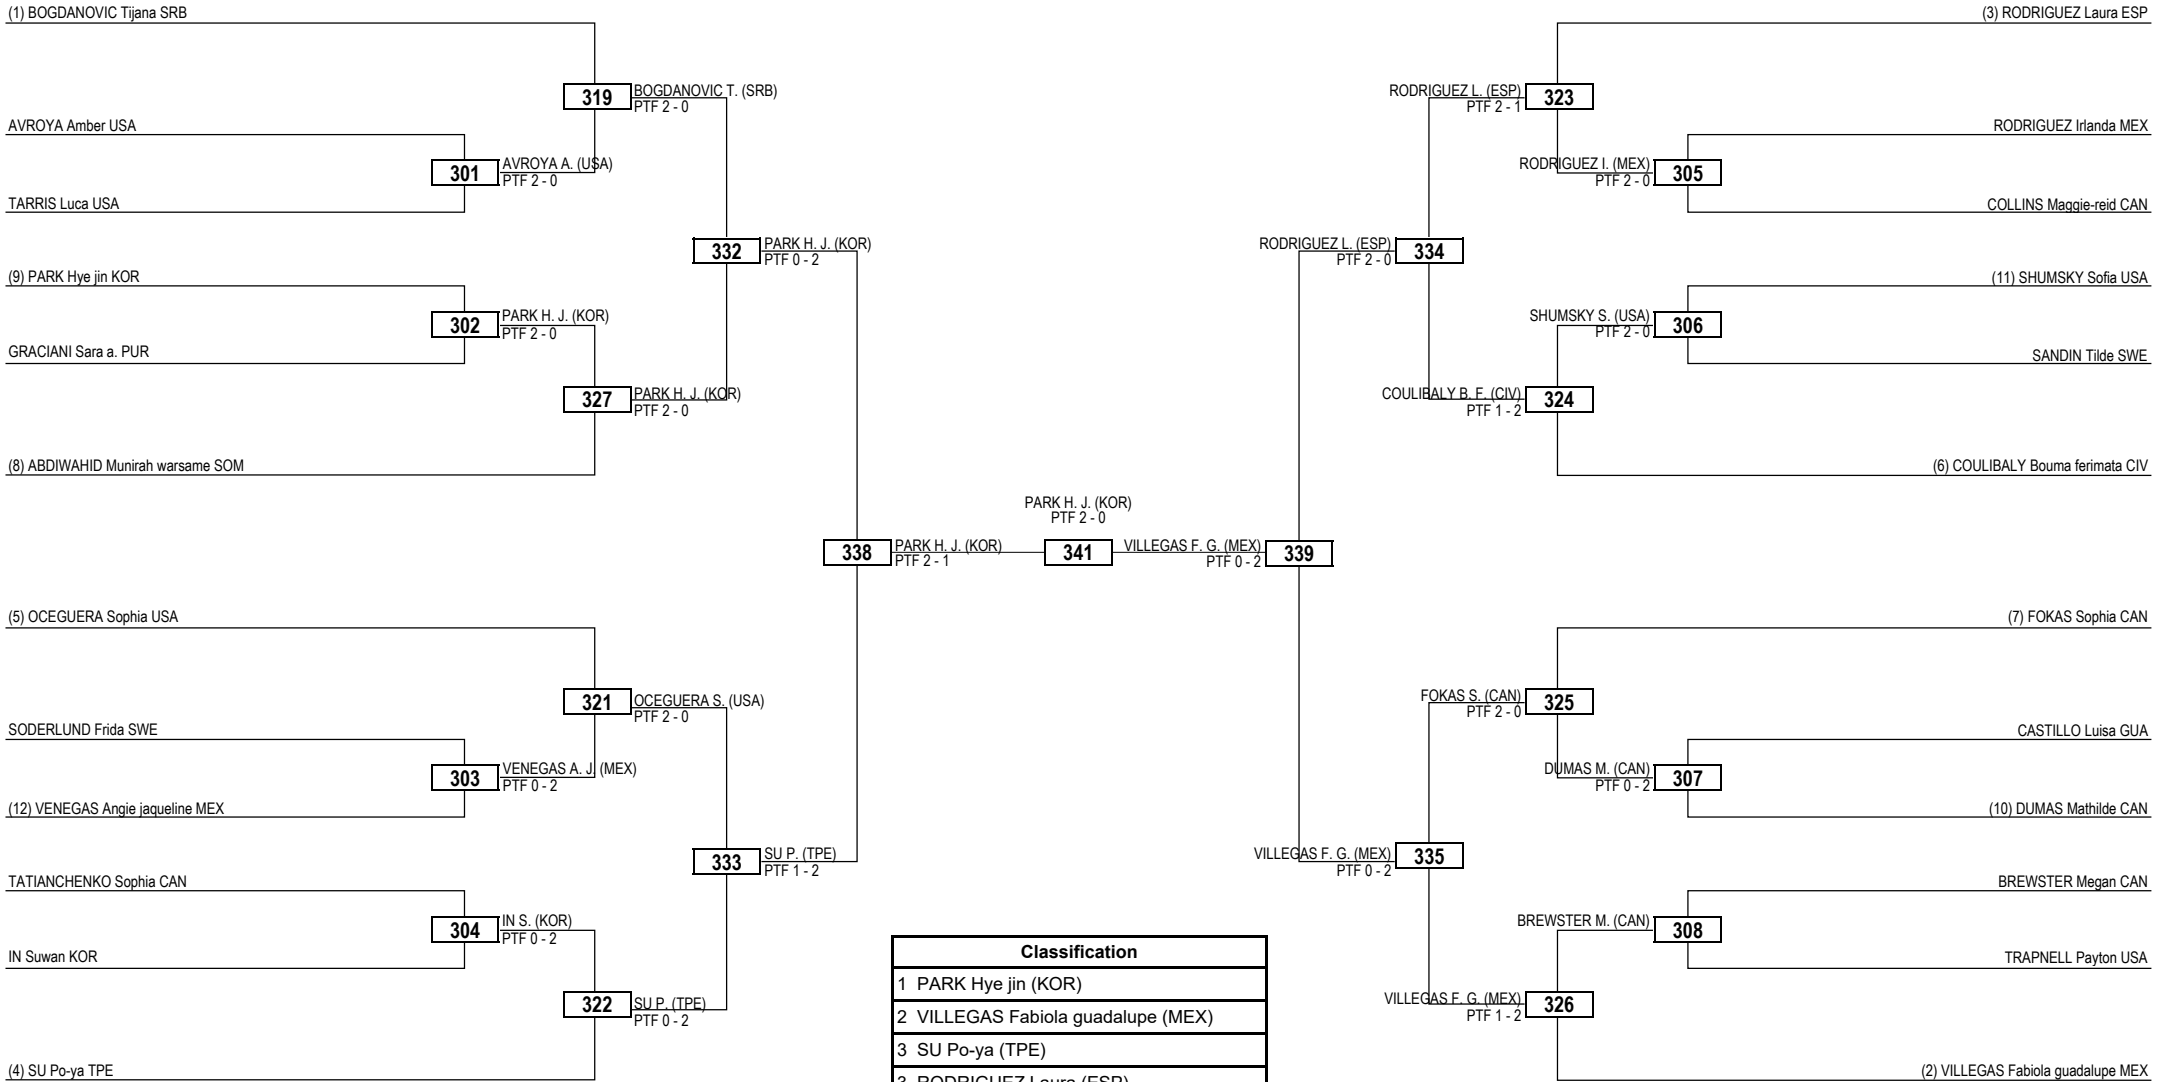 (1) BOGDANOVIC Tijana SRB
(3) RODRIGUEZ Laura ESP
319
BOGDANOVIC T. (SRB)
PTF 2 - 0
RODRIGUEZ L. (ESP)
PTF 2 - 1
323
AVROYA Amber USA
RODRIGUEZ Irlanda MEX
301
AVROYA A. (USA)
PTF 2 - 0
RODRIGUEZ I. (MEX)
PTF 2 - 0
305
TARRIS Luca USA
COLLINS Maggie-reid CAN
332
PARK H. J. (KOR)
PTF 0 - 2
RODRIGUEZ L. (ESP)
PTF 2 - 0
334
(9) PARK Hye jin KOR
(11) SHUMSKY Sofia USA
302
PARK H. J. (KOR)
PTF 2 - 0
SHUMSKY S. (USA)
PTF 2 - 0
306
GRACIANI Sara a. PUR
SANDIN Tilde SWE
327
PARK H. J. (KOR)
PTF 2 - 0
COULIBALY B. F. (CIV)
PTF 1 - 2
324
(8) ABDIWAHID Munirah warsame SOM
(6) COULIBALY Bouma ferimata CIV
PARK H. J. (KOR)
PTF 2 - 0
338
PARK H. J. (KOR)
PTF 2 - 1
341
VILLEGAS F. G. (MEX)
PTF 0 - 2
339
(5) OCEGUERA Sophia USA
(7) FOKAS Sophia CAN
321
OCEGUERA S. (USA)
PTF 2 - 0
FOKAS S. (CAN)
PTF 2 - 0
325
SODERLUND Frida SWE
CASTILLO Luisa GUA
303
VENEGAS A. J. (MEX)
PTF 0 - 2
DUMAS M. (CAN)
PTF 0 - 2
307
(12) VENEGAS Angie jaqueline MEX
(10) DUMAS Mathilde CAN
333
SU P. (TPE)
PTF 1 - 2
VILLEGAS F. G. (MEX)
PTF 0 - 2
335
TATIANCHENKO Sophia CAN
BREWSTER Megan CAN
304
IN S. (KOR)
PTF 0 - 2
BREWSTER M. (CAN)
308
IN Suwan KOR
TRAPNELL Payton USA
322
SU P. (TPE)
PTF 0 - 2
VILLEGAS F. G. (MEX)
PTF 1 - 2
326
(4) SU Po-ya TPE
(2) VILLEGAS Fabiola guadalupe MEX
Classification
1 PARK Hye jin (KOR)
2 VILLEGAS Fabiola guadalupe (MEX)
3 SU Po-ya (TPE)
3 RODRIGUEZ Laura (ESP)